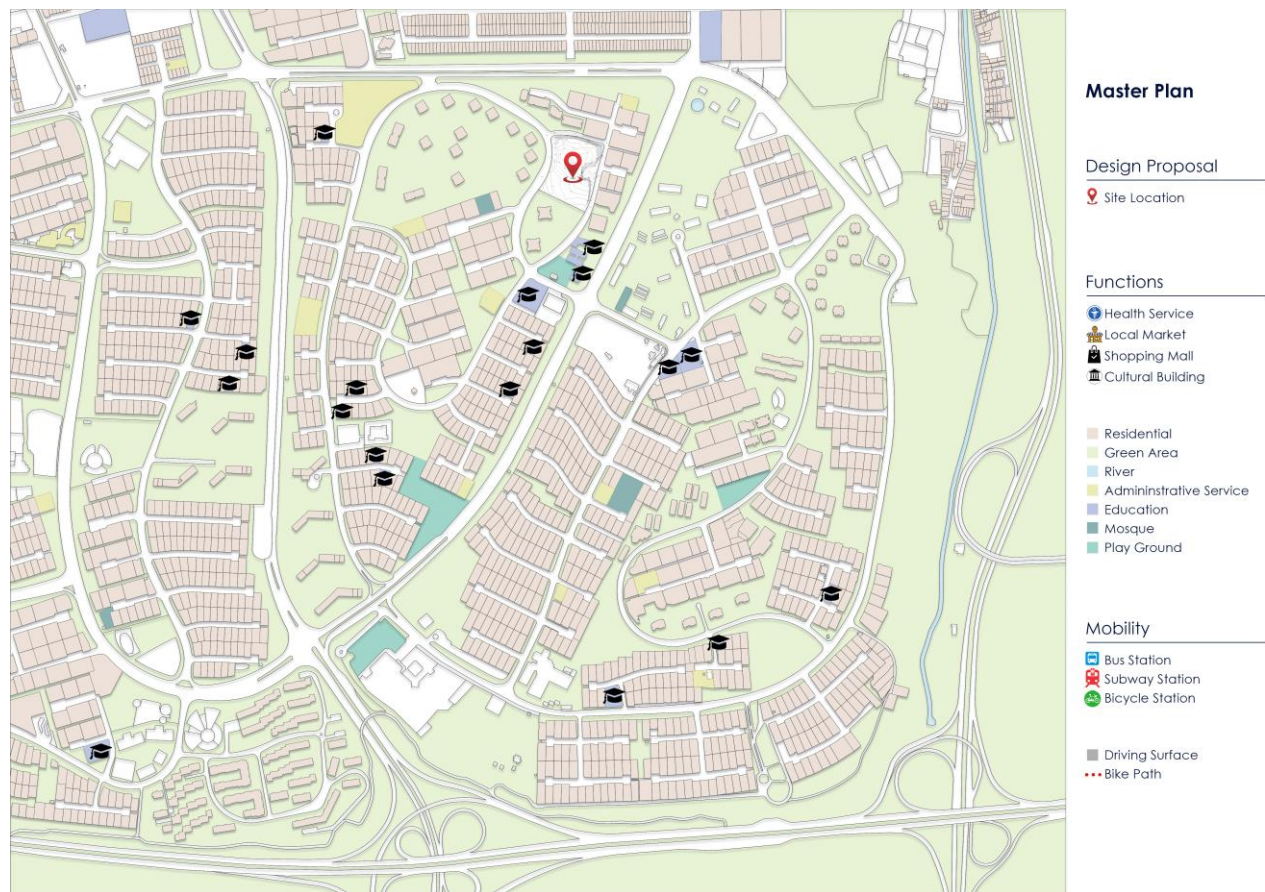 Master Plan
Design Proposal
Site Location
Functions
Health Service
Local Market
Shopping Mall
Cultural Building
Residential
Green Area
River
Admininstrative Service
Education
Mosque
Play Ground
Mobility
Bus Station
Subway Station
Bicycle Station
Driving Surface
Bike Path